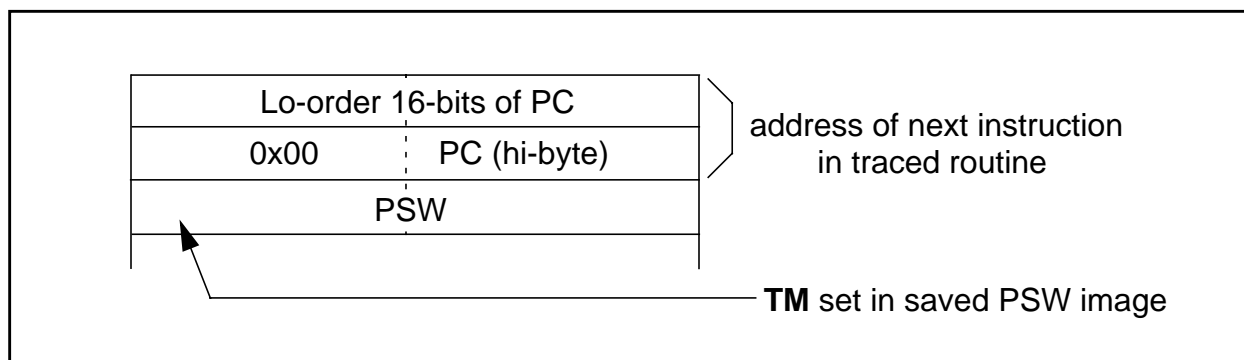 Lo-order 16-bits of PC
0x00 PC (hi-byte)
PSW
address of next instruction
in traced routine
TM set in saved PSW image